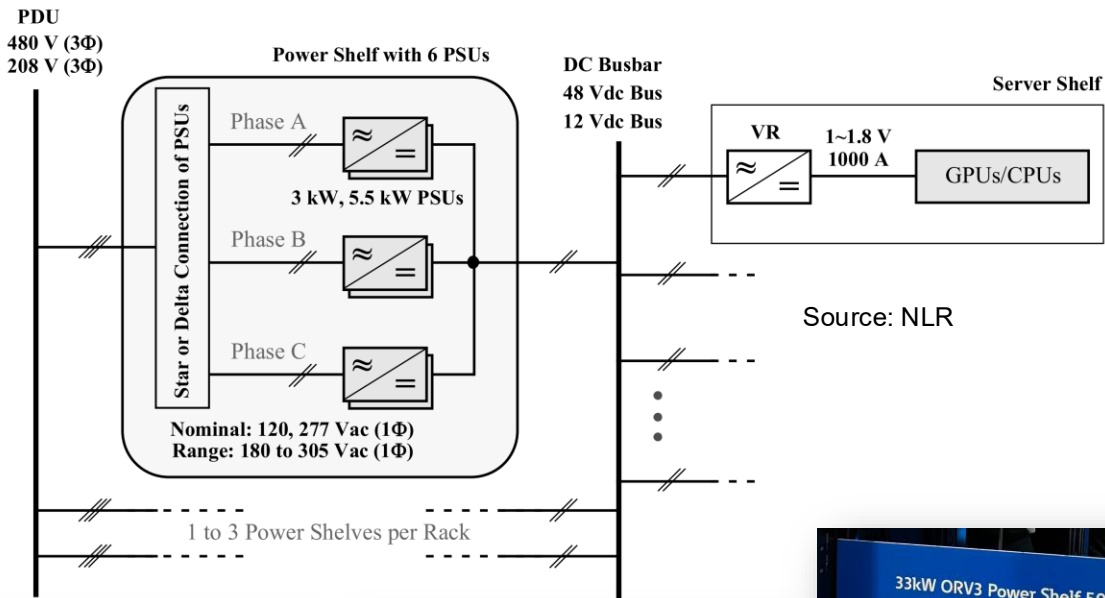 PDU
480 V (3Φ)
208 V (3Φ)
Power Shelf with 6 PSUs
Star or Delta Connection of PSUs
Phase A
3 kW, 5.5 kW PSUs
Phase B
Phase C
Nominal: 120, 277 Vac (1Φ)
Range: 180 to 305 Vac (1Φ)
1 to 3 Power Shelves per Rack
DC Busbar
48 Vdc Bus
12 Vdc Bus
Server Shelf
VR
1~1.8 V
1000 A
GPUs/CPUs
Source: NLR
33kW ORV3 Power Shelf